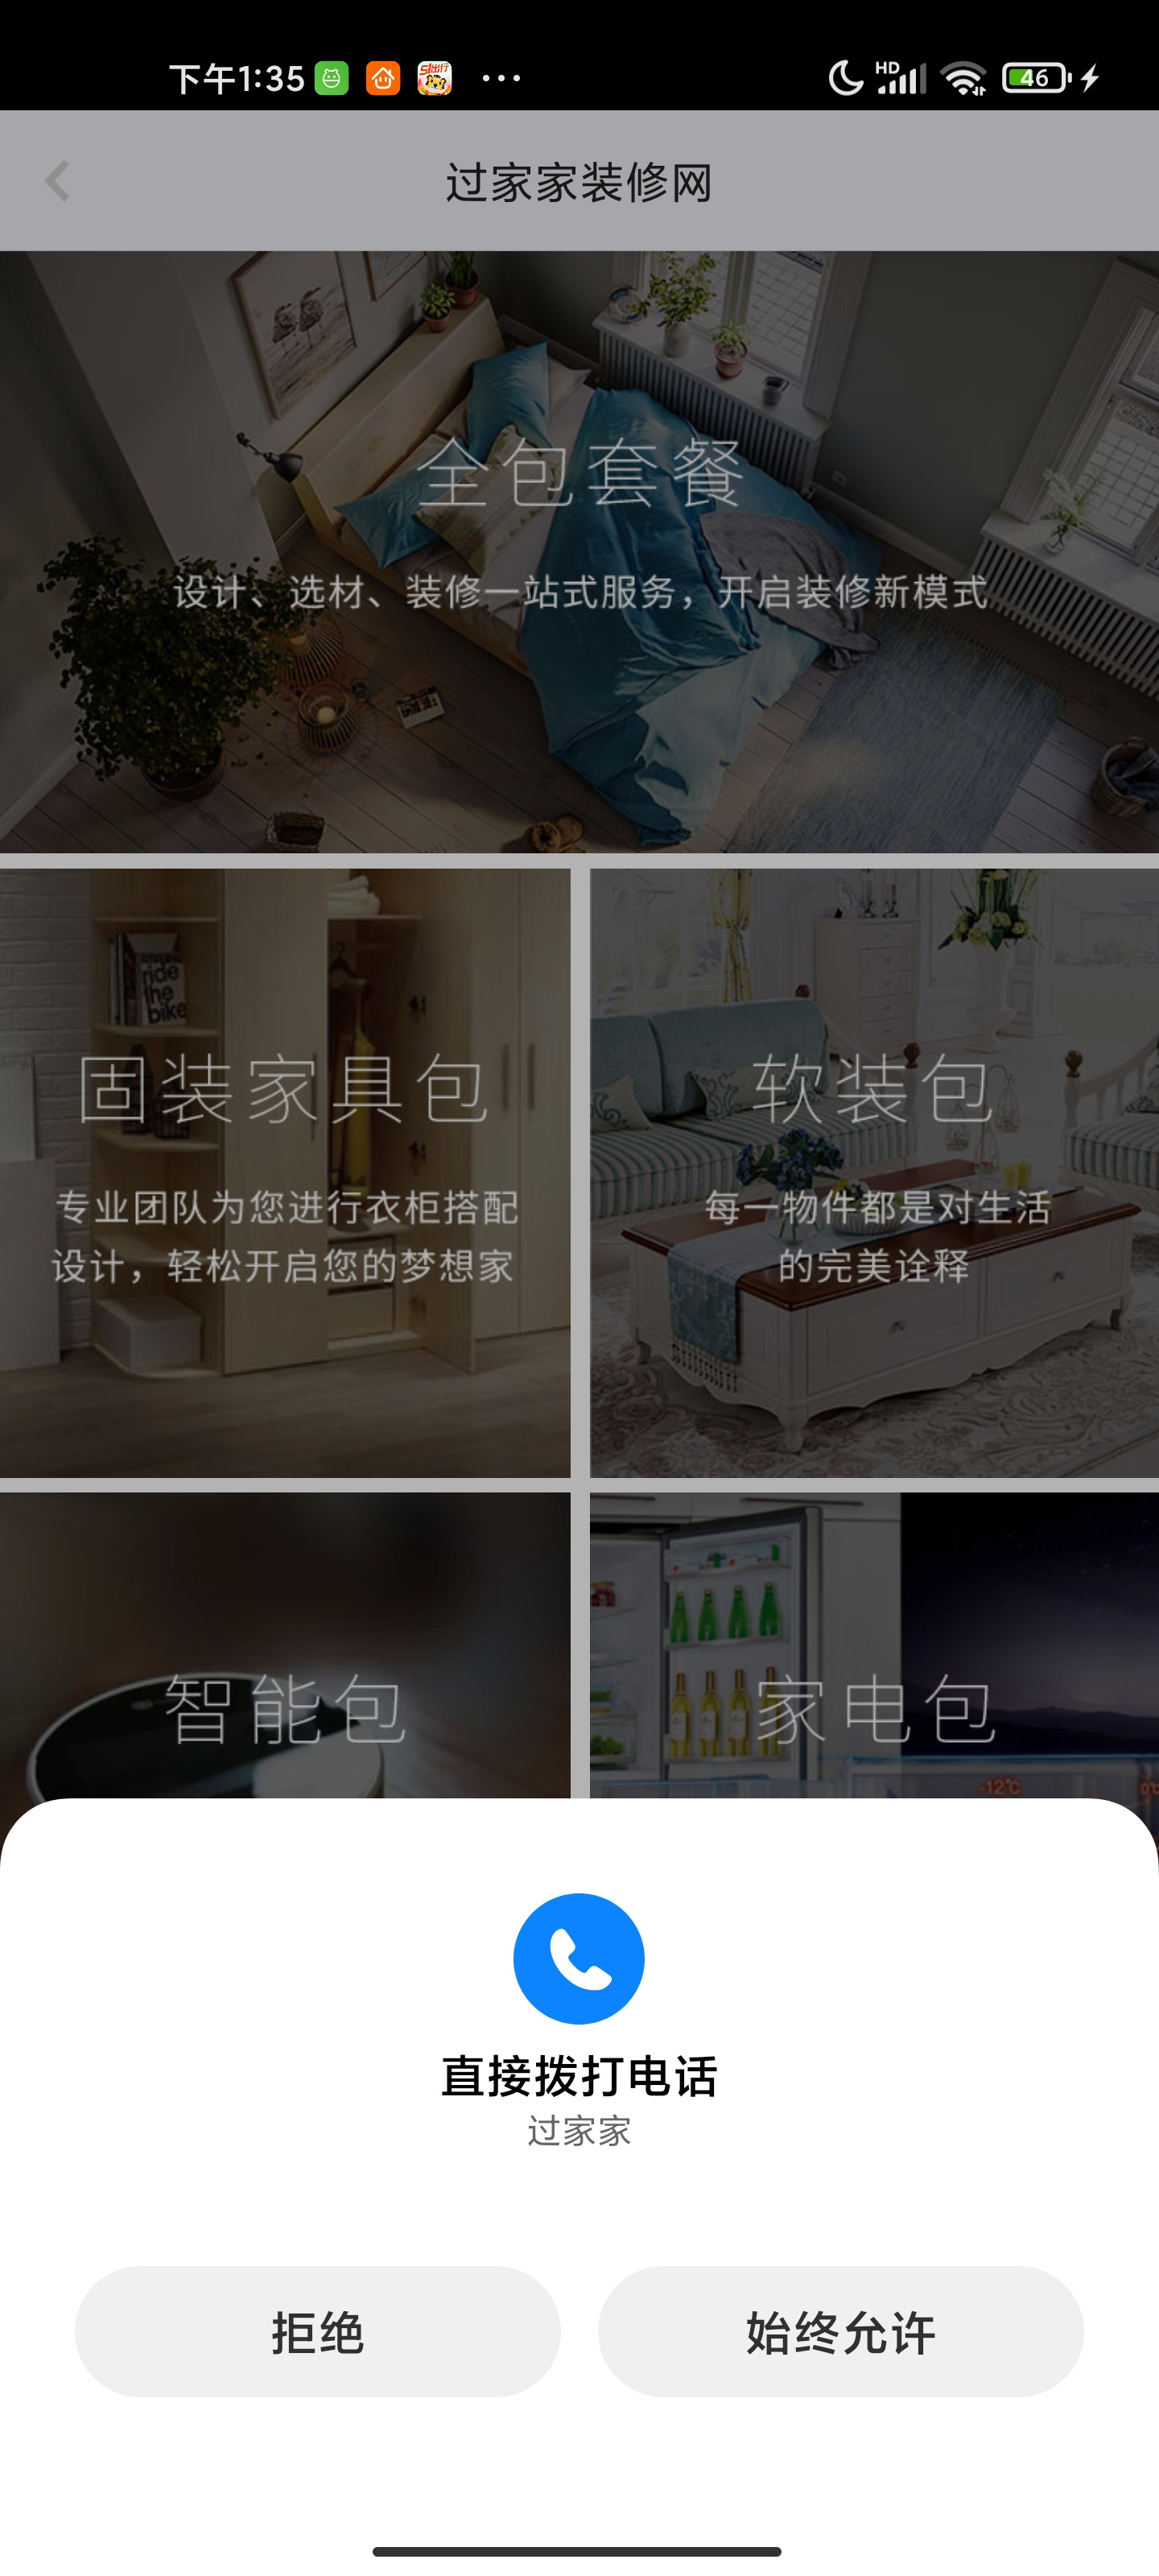 下午1:35
HD
46
过家家装修网
全包套餐
设计、选材、装修一站式服务，开启装修新模式
ride
the
bike
固装家具包
专业团队为您进行衣柜搭配
设计，轻松开启您的梦想家
软装包
每一物件都是对生活
的完美诠释
智能包
家电包
-12℃
直接拨打电话
过家家
拒绝
始终允许